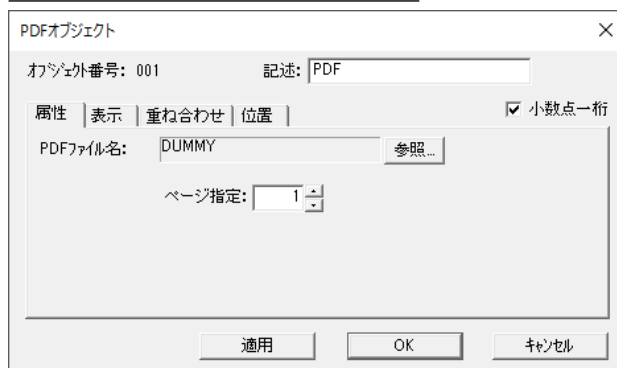 PDFオブジェクト
オブジェクト番号: 001 記述: PDF
属性 表示 重ね合わせ 位置 小数点一桁
PDFファイル名: DUMMY 参照...
ページ指定: 1
適用 OK キャンセル